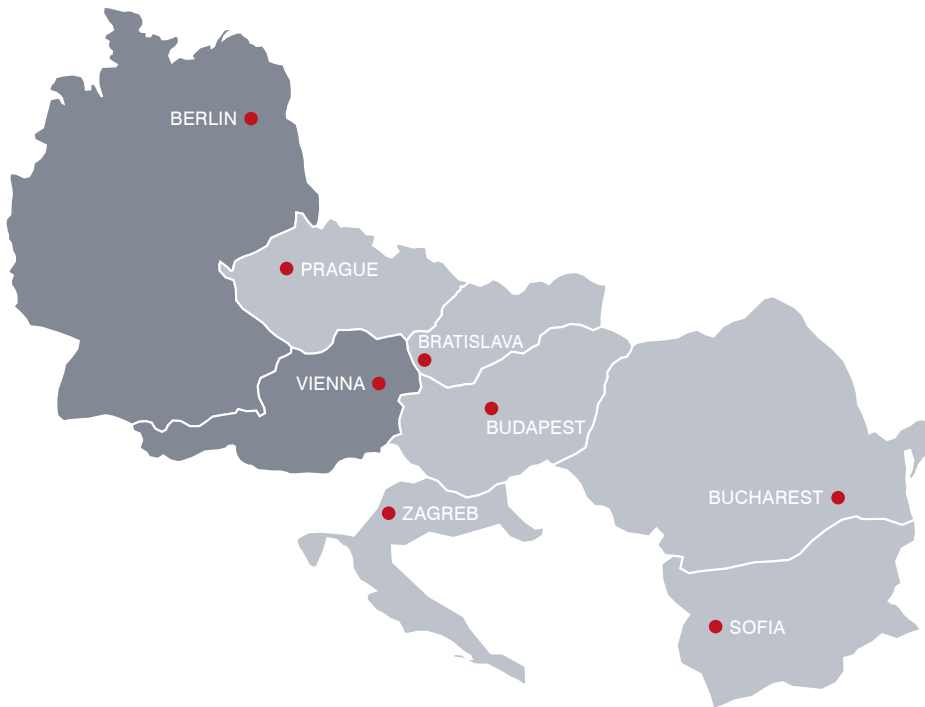 BERLIN
PRAGUE
BRATISLAVA
VIENNA
BUDAPEST
BUCHAREST
ZAGREB
SOFIA